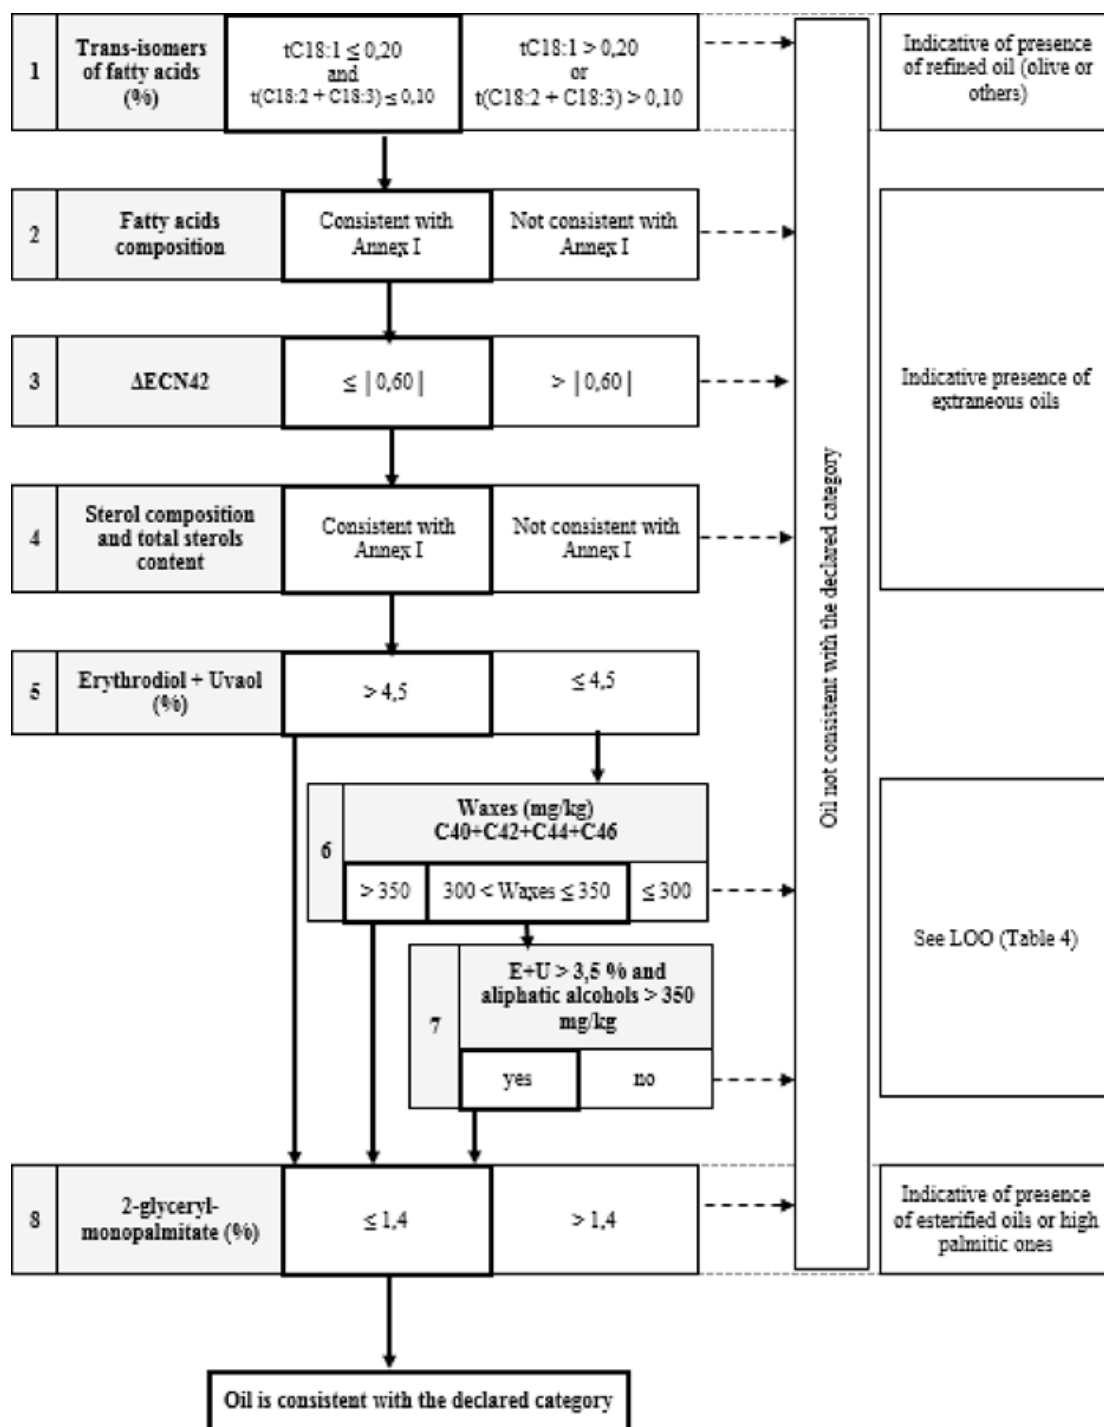 1
Trans-isomers
of fatty acids
(%)
tC18:1 ≤ 0,20
and
t(C18:2 + C18:3) ≤ 0,10
tC18:1 > 0,20
or
t(C18:2 + C18:3) > 0,10
Indicative of presence
of refined oil (olive or
others)
2
Fatty acids
composition
Consistent with
Annex I
Not consistent with
Annex I
3
ΔECN42
≤ | 0,60 |
> | 0,60 |
Indicative presence of
extraneous oils
4
Sterol composition
and total sterols
content
Consistent with
Annex I
Not consistent with
Annex I
Oil not consistent with the declared category
5
Erythrodiol + Uvaol
(%)
> 4,5
≤ 4,5
6
Waxes (mg/kg)
C40+C42+C44+C46
> 350
300 < Waxes ≤ 350
≤ 300
See LOO (Table 4)
7
E+U > 3,5 % and
aliphatic alcohols > 350
mg/kg
yes
no
8
2-glyceryl-
monopalmitate (%)
≤ 1,4
> 1,4
Indicative of presence
of esterified oils or high
palmitic ones
Oil is consistent with the declared category